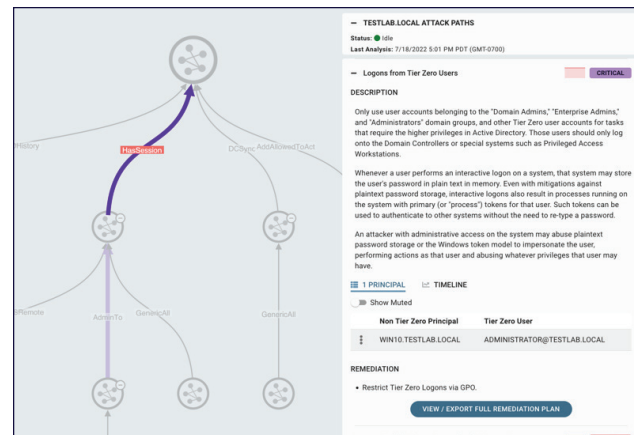 HasSession
DCSync
AddAllowedToAct
AdminTo
GenericAll
GenericAll
TESTLAB.LOCAL ATTACK PATHS
Status: Idle
Last Analysis: 7/18/2022 5:01 PM PDT (GMT-0700)
Logons from Tier Zero Users
CRITICAL
DESCRIPTION
Only use user accounts belonging to the "Domain Admins," "Enterprise Admins,"
and "Administrators" domain groups, and other Tier Zero user accounts for tasks
that require the higher privileges in Active Directory. Those users should only log
onto the Domain Controllers or special systems such as Privileged Access
Workstations.
Whenever a user performs an interactive logon on a system, that system may store
the user's password in plain text in memory. Even with mitigations against
plaintext password storage, interactive logons also result in processes running on
the system with primary (or "process") tokens for that user. Such tokens can be
used to authenticate to other systems without the need to re-type a password.
An attacker with administrative access on the system may abuse plaintext
password storage or the Windows token model to impersonate the user,
performing actions as that user and abusing whatever privileges that user may
have.
1 PRINCIPAL
TIMELINE
Show Muted
Non Tier Zero Principal
Tier Zero User
WIN10.TESTLAB.LOCAL
ADMINISTRATOR@TESTLAB.LOCAL
REMEDIATION
• Restrict Tier Zero Logons via GPO.
VIEW / EXPORT FULL REMEDIATION PLAN